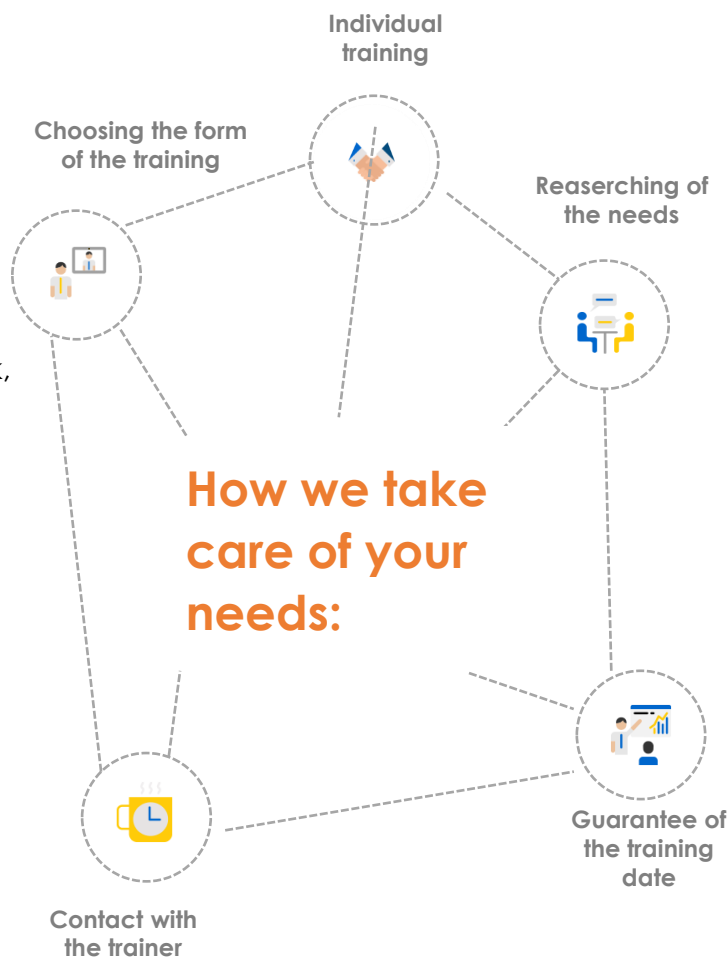 Individual
training
Choosing the form
of the training
Reaserching of
the needs
How we take
care of your
needs:
Guarantee of
the training
date
Contact with
the trainer